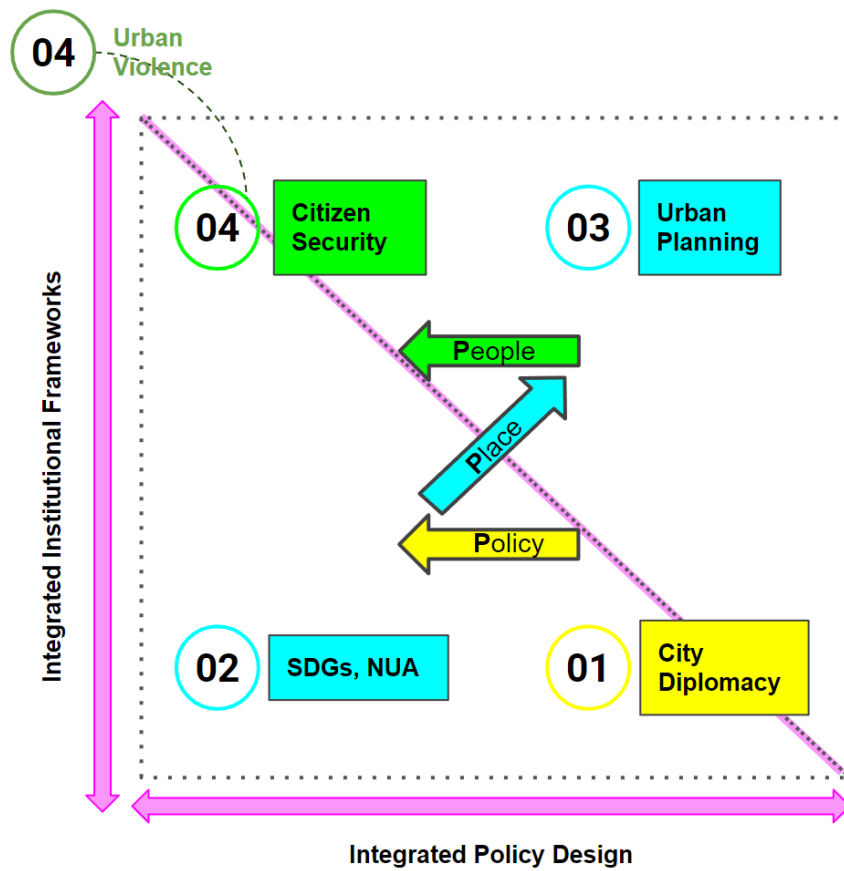 04
Urban
Violence
04
Citizen
Security
03
Urban
Planning
People
Place
Policy
Integrated Institutional Frameworks
02
SDGs, NUA
01
City
Diplomacy
Integrated Policy Design